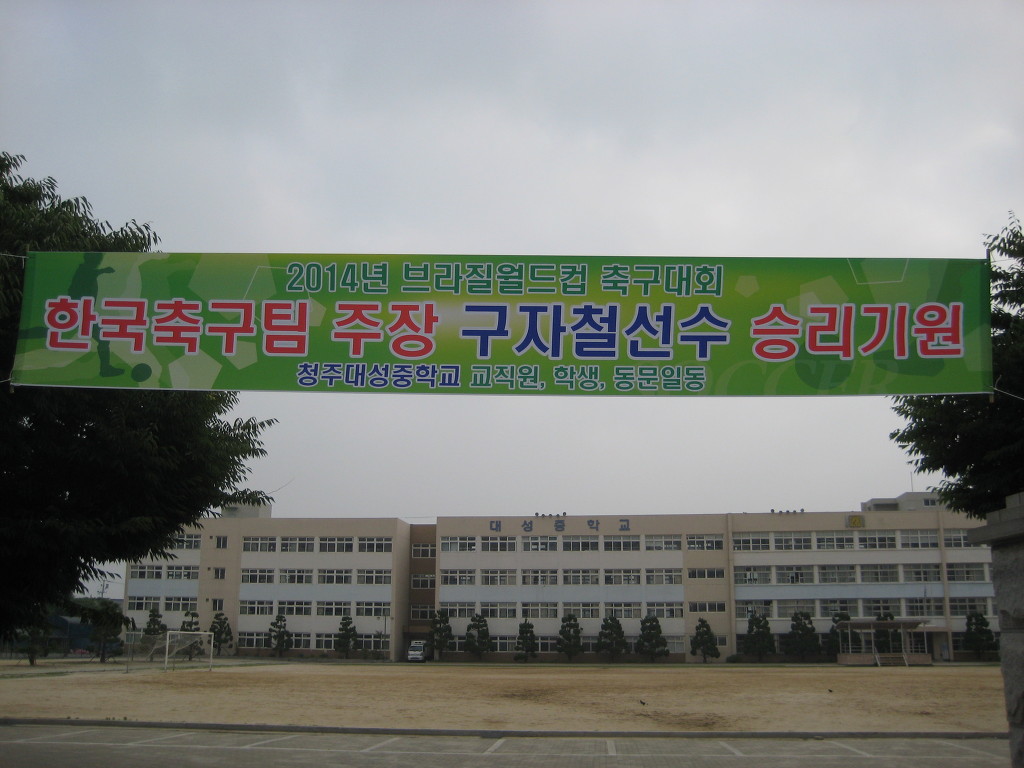 2014년 브라질월드컵 축구대회
한국축구팀 주장 구자철선수 승리기원
청주대성중학교 교직원, 학생, 동문일동
대성중학교